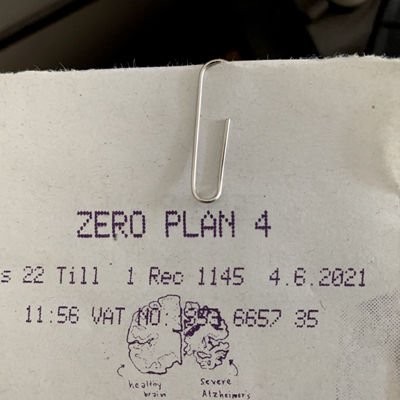 ZERO PLAN 4
s 22 Till 1 Rec 1145 4.6.2021
11:56 VAT NO. 6657 35
healthy brain
severe Alzheimers